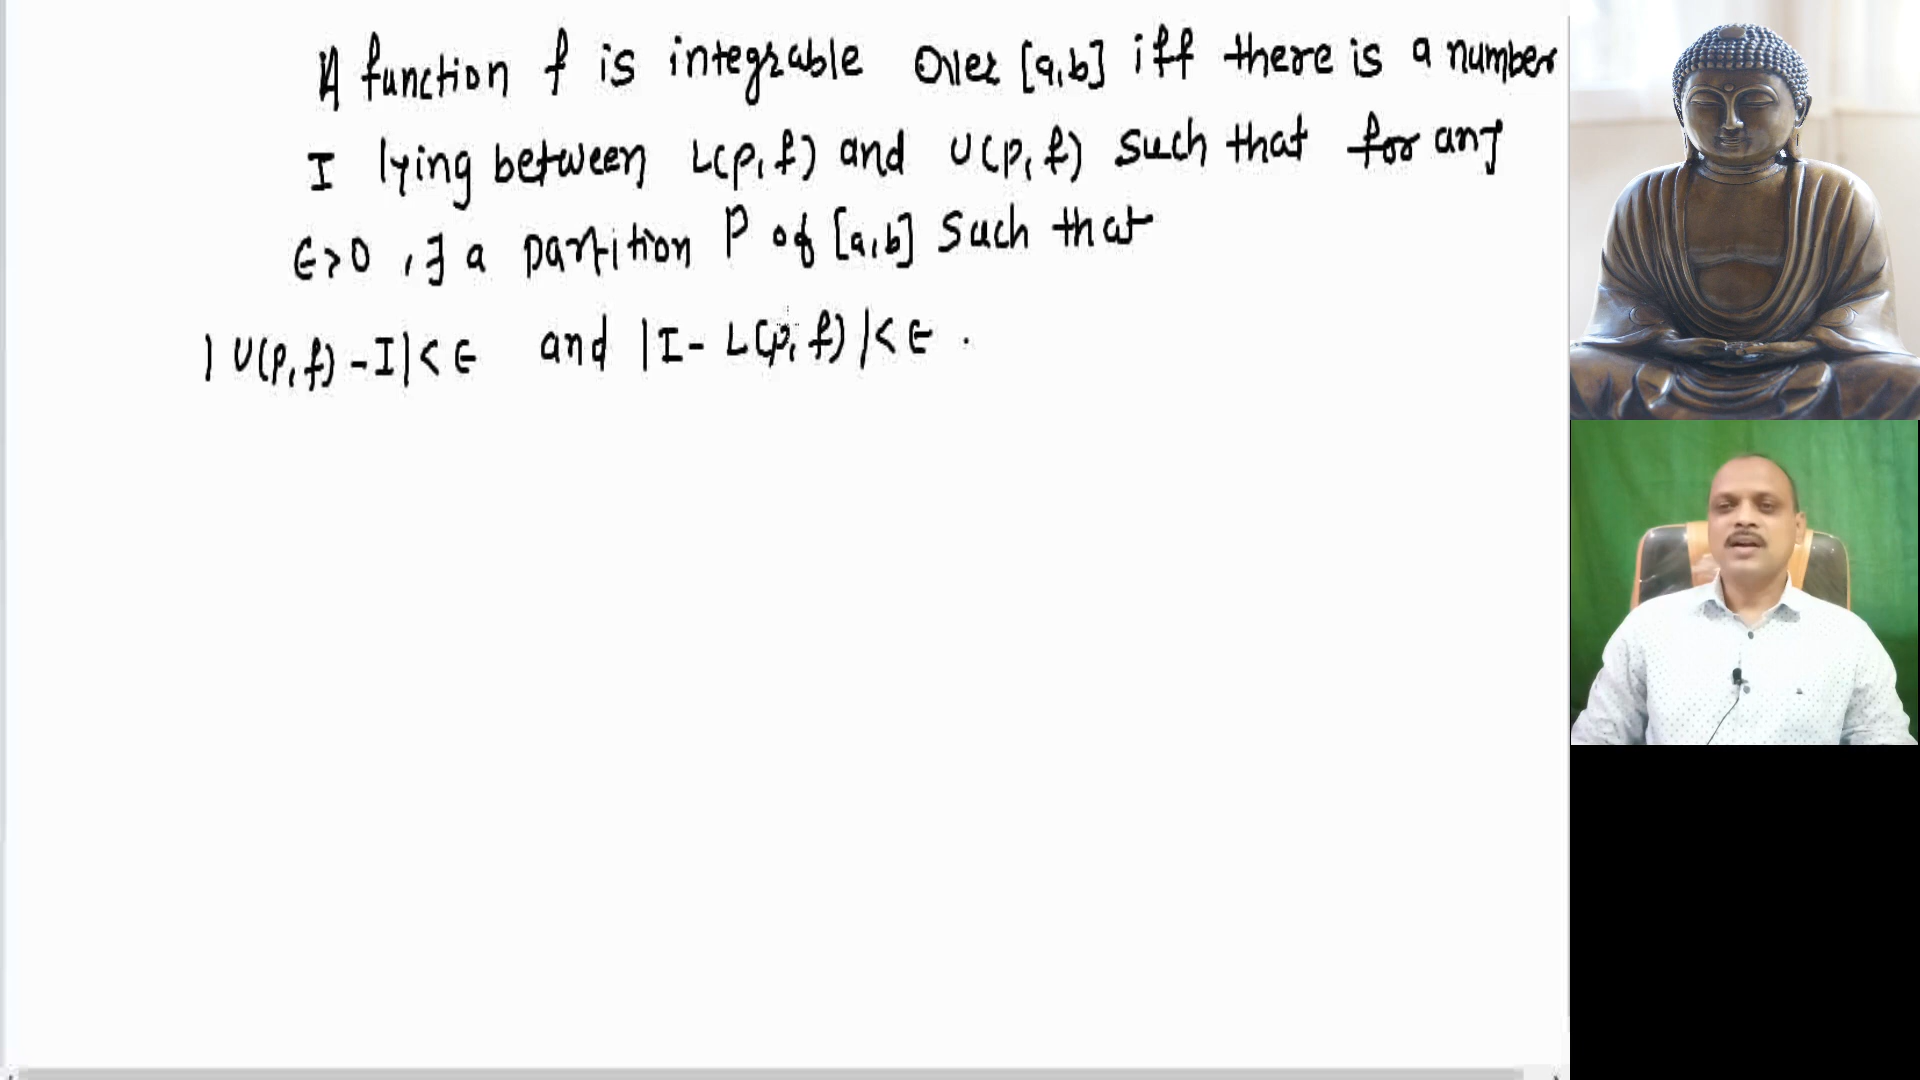 A function f is integrable over [a,b] iff there is a number
I lying between L(P,f) and U(P,f) such that for any
ϵ>0 , ∃ a partition P of [a,b] such that
|U(P,f) -I|< ϵ and |I- L(P,f)|< ϵ .